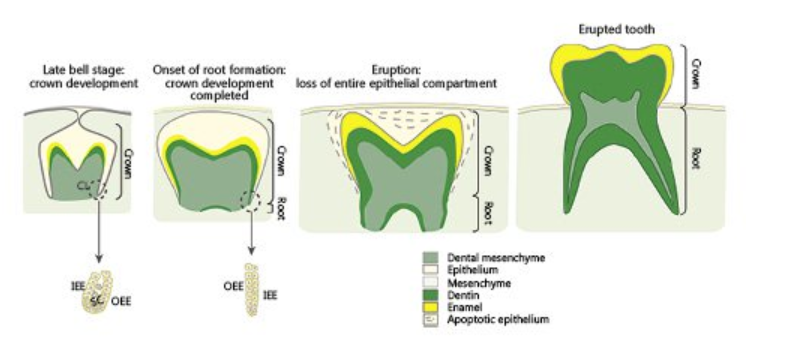 Late bell stage:
crown development
Onset of root formation:
crown development
completed
Eruption:
loss of entire epithelial compartment
Erupted tooth
Crown
CL
Crown
Root
Crown
Root
Crown
Root
IEE
SC
OEE
OEE
IEE
Dental mesenchyme
Epithelium
Mesenchyme
Dentin
Enamel
Apoptotic epithelium